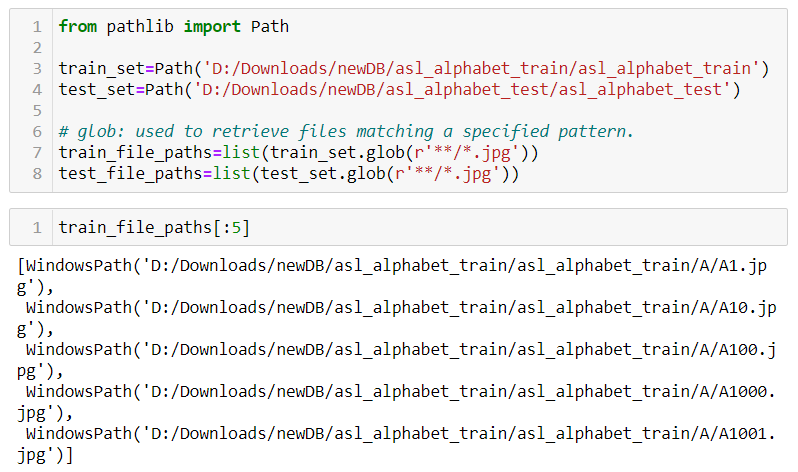 1 from pathlib import Path
2
3 train_set=Path('D:/Downloads/newDB/asl_alphabet_train/asl_alphabet_train')
4 test_set=Path('D:/Downloads/newDB/asl_alphabet_test/asl_alphabet_test')
5
6 # glob: used to retrieve files matching a specified pattern.
7 train_file_paths=list(train_set.glob(r'**/*.jpg'))
8 test_file_paths=list(test_set.glob(r'**/*.jpg'))
1 train_file_paths[:5]
[WindowsPath('D:/Downloads/newDB/asl_alphabet_train/asl_alphabet_train/A/A1.jp
g'),
 WindowsPath('D:/Downloads/newDB/asl_alphabet_train/asl_alphabet_train/A/A10.jp
g'),
 WindowsPath('D:/Downloads/newDB/asl_alphabet_train/asl_alphabet_train/A/A100.j
pg'),
 WindowsPath('D:/Downloads/newDB/asl_alphabet_train/asl_alphabet_train/A/A1000.
jpg'),
 WindowsPath('D:/Downloads/newDB/asl_alphabet_train/asl_alphabet_train/A/A1001.
jpg')]